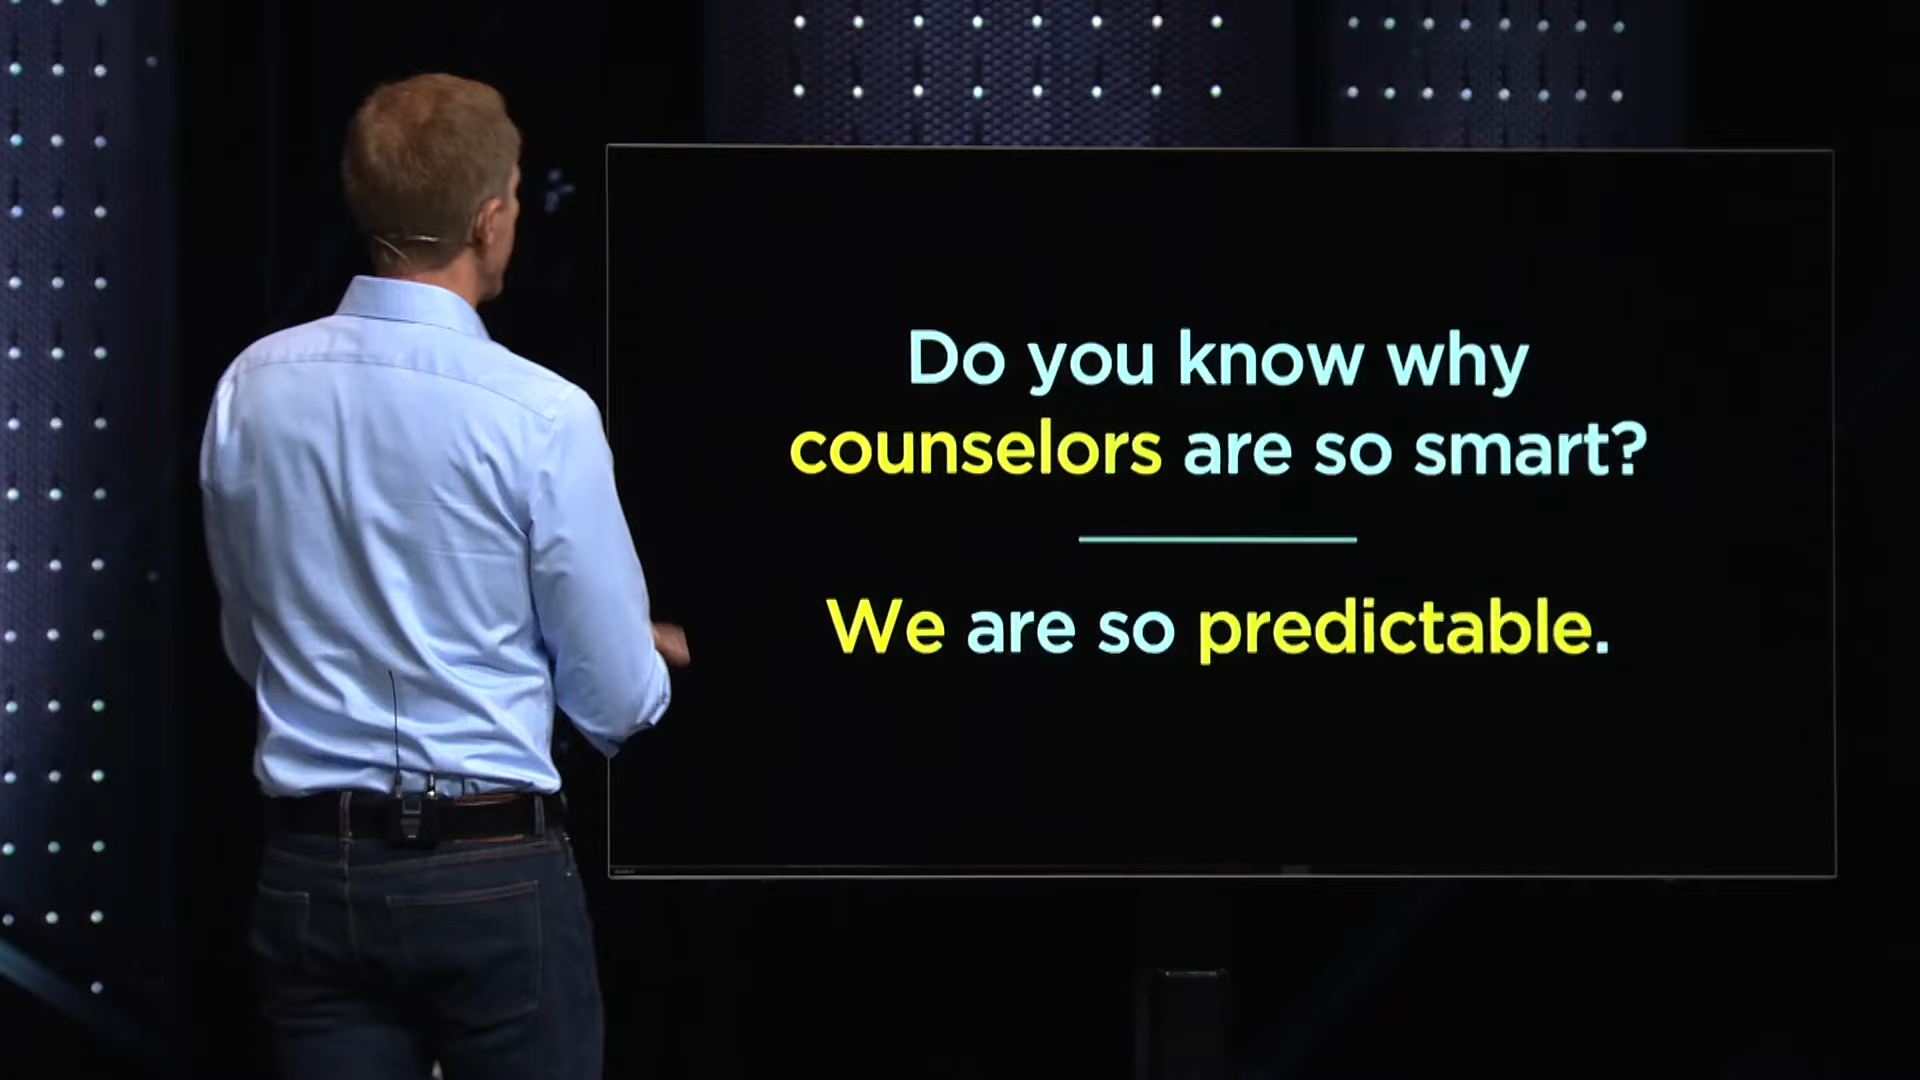 Do you know why
counselors are so smart?
We are so predictable.